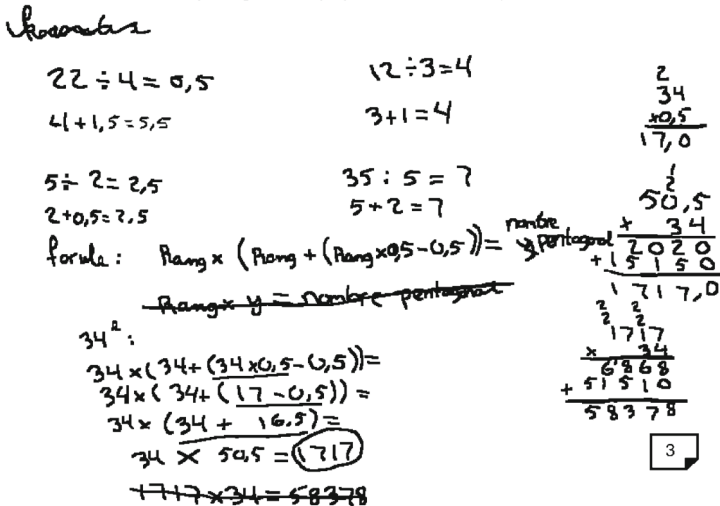 22 ÷ 4 = 0,5
4 + 1,5 = 5,5
12 ÷ 3 = 4
3 + 1 = 4
5 ÷ 2 = 2,5
2 + 0,5 = 2,5
35 : 5 = 7
5 + 2 = 7
formule : Rang x (Rang + (Rang x 0,5 - 0,5)) = nombre pentagonal
Rang x y = nombre pentagonal
34² :
34 x (34 + (34 x 0,5 - 0,5)) =
34 x (34 + (17 - 0,5)) =
34 x (34 + 16,5) =
34 x 50,5 = 1717
1717 x 34 = 58378
2
34
x 0,5
17,0
1
2
50,5
x 34
2020
+ 15150
1717,0
2 2
2 2
1717
x 34
6868
+ 51510
58378
3